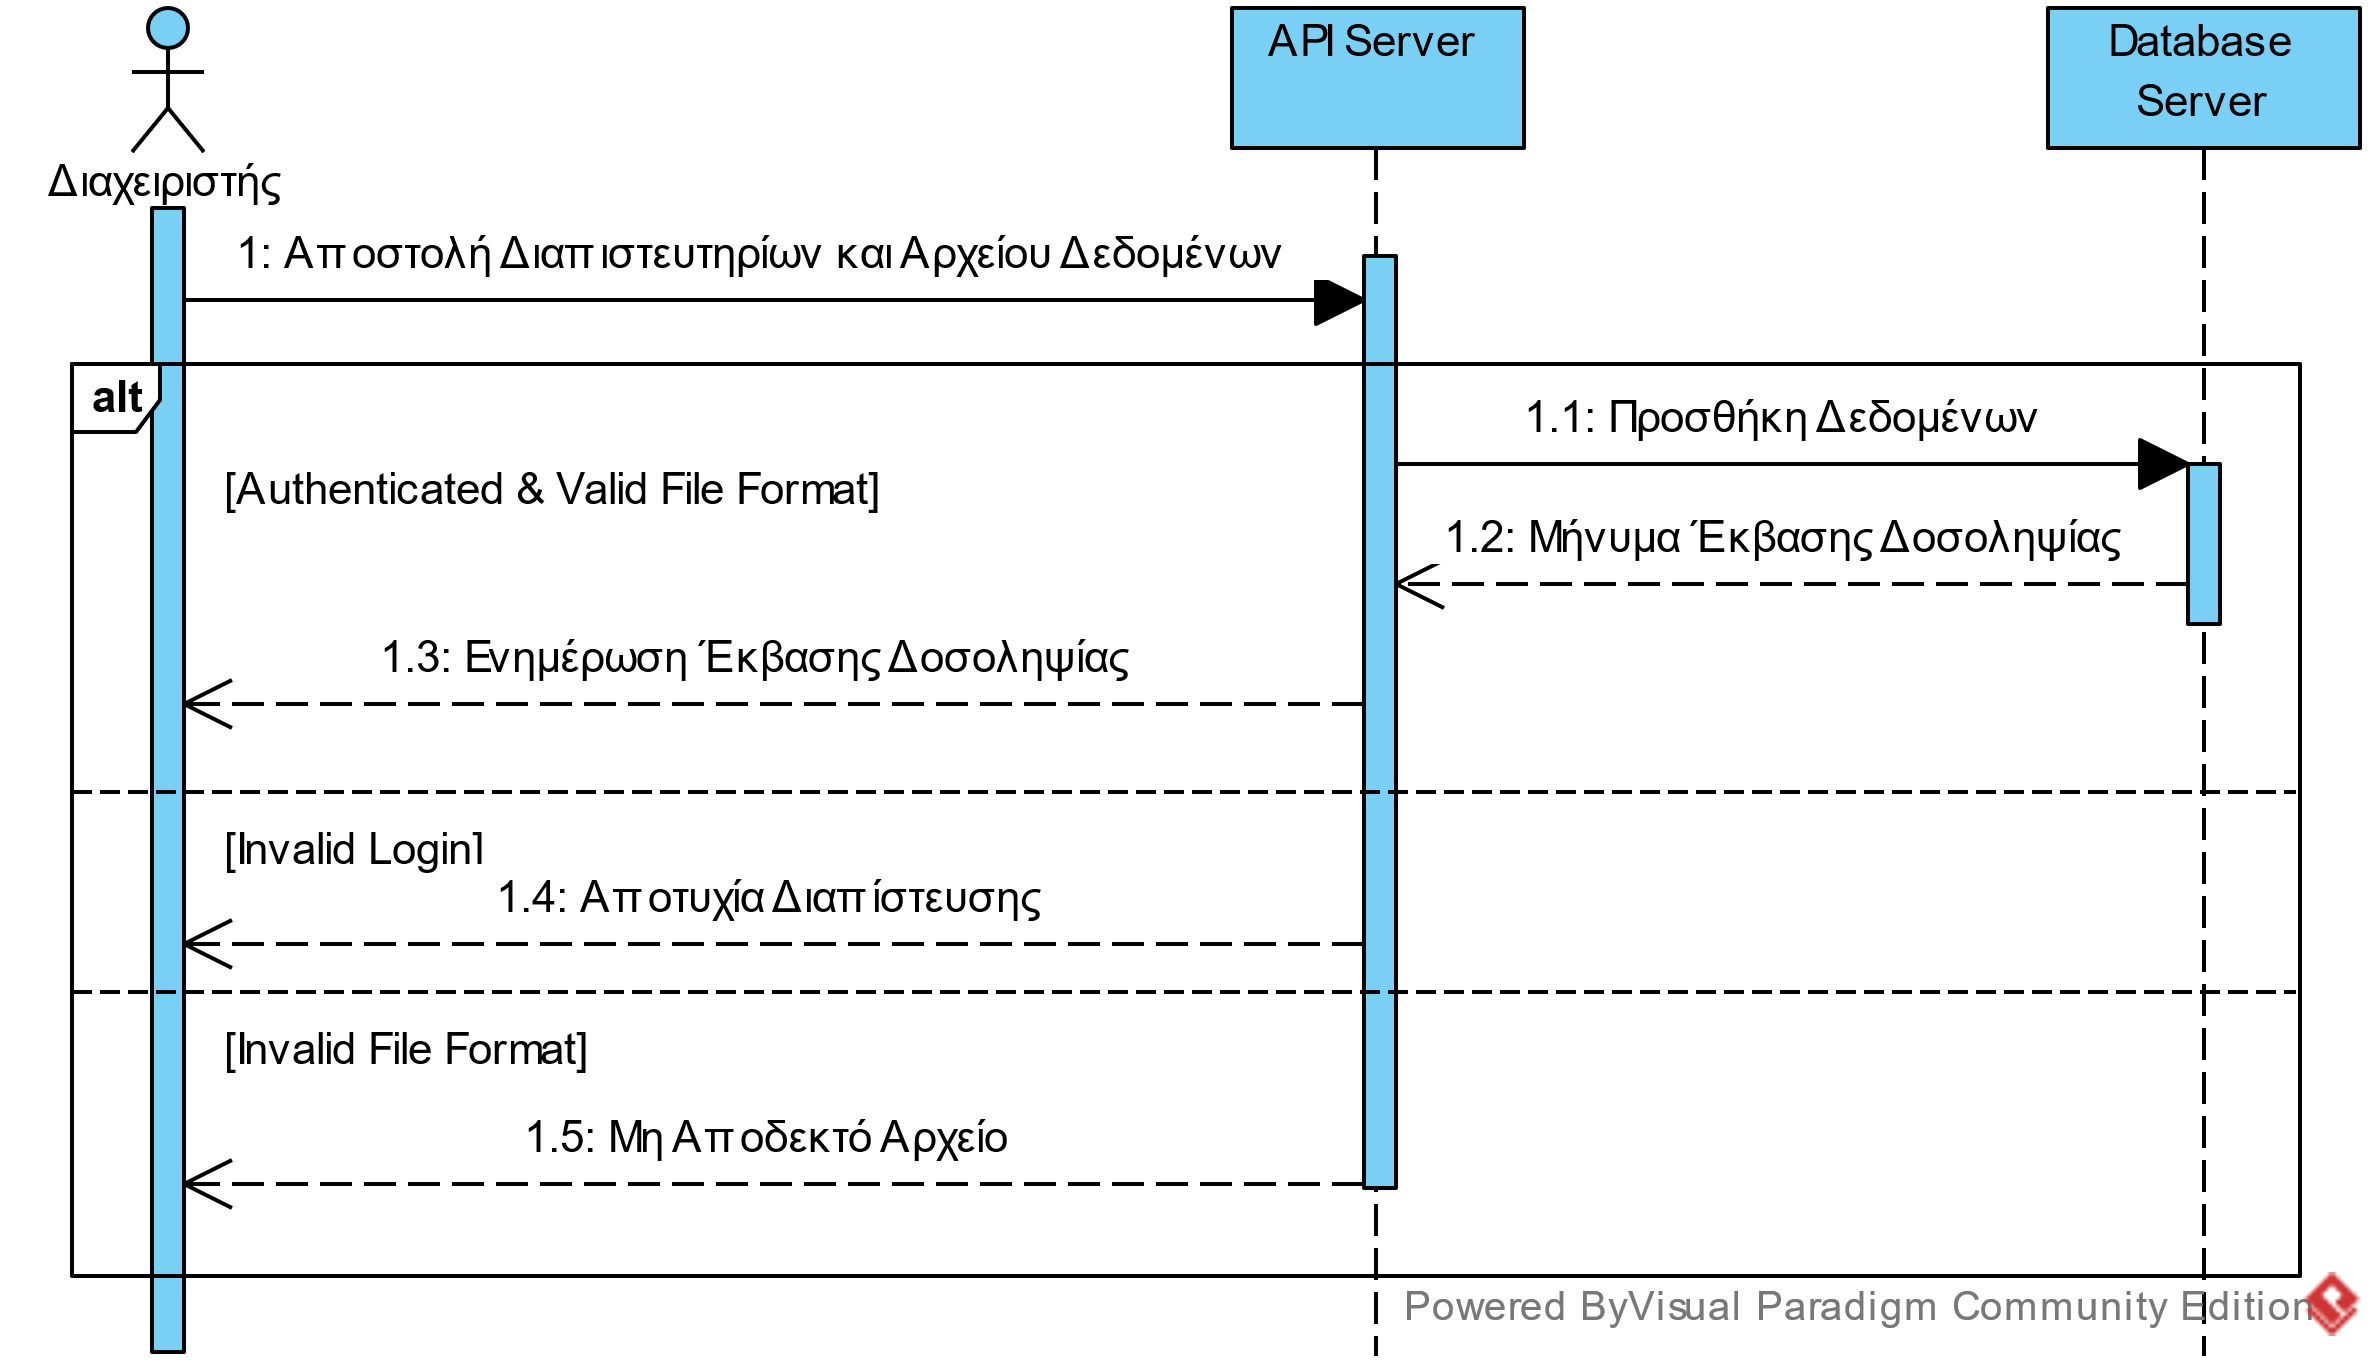 API Server
Database
Server
Διαχειριστής
1: Αποστολή Διαπιστευτηρίων και Αρχείου Δεδομένων
alt
1.1: Προσθήκη Δεδομένων
[Authenticated & Valid File Format]
1.2: Μήνυμα Έκβασης Δοσοληψίας
1.3: Ενημέρωση Έκβασης Δοσοληψίας
[Invalid Login]
1.4: Αποτυχία Διαπίστευσης
[Invalid File Format]
1.5: Μη Αποδεκτό Αρχείο
Powered By Visual Paradigm Community Edition